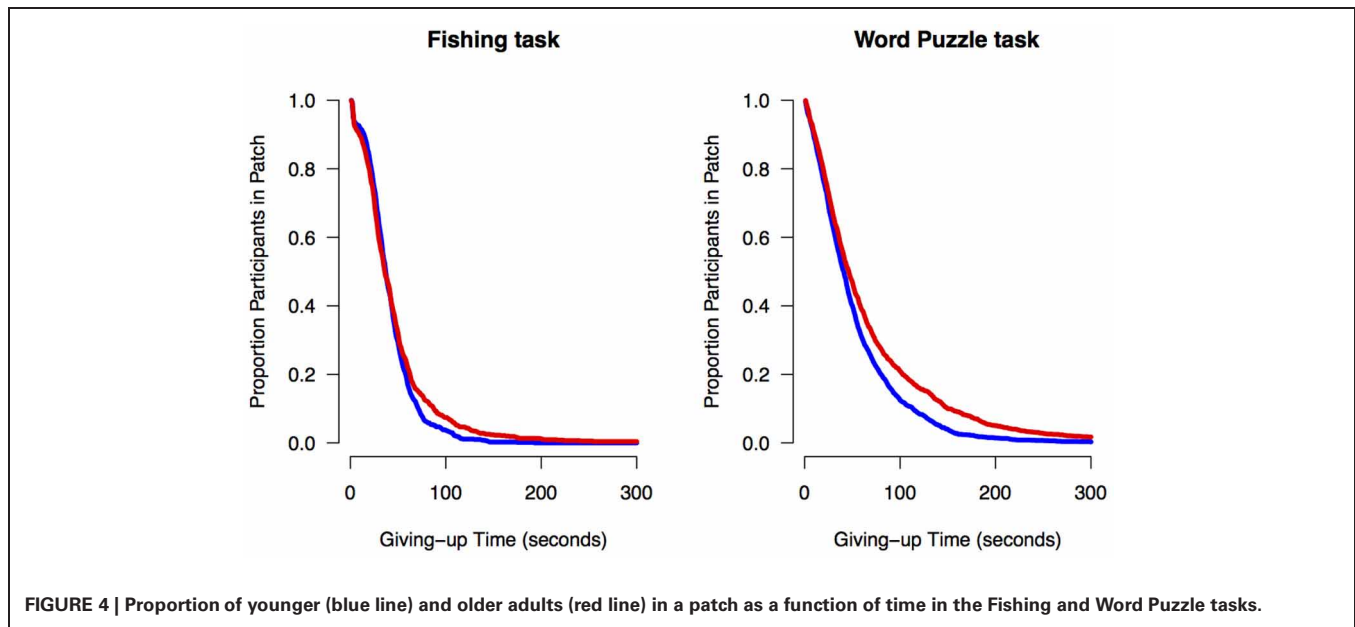 Fishing task
Proportion Participants in Patch
1.0
0.8
0.6
0.4
0.2
0.0
0 100 200 300
Giving−up Time (seconds)
Word Puzzle task
Proportion Participants in Patch
1.0
0.8
0.6
0.4
0.2
0.0
0 100 200 300
Giving−up Time (seconds)
FIGURE 4 | Proportion of younger (blue line) and older adults (red line) in a patch as a function of time in the Fishing and Word Puzzle tasks.